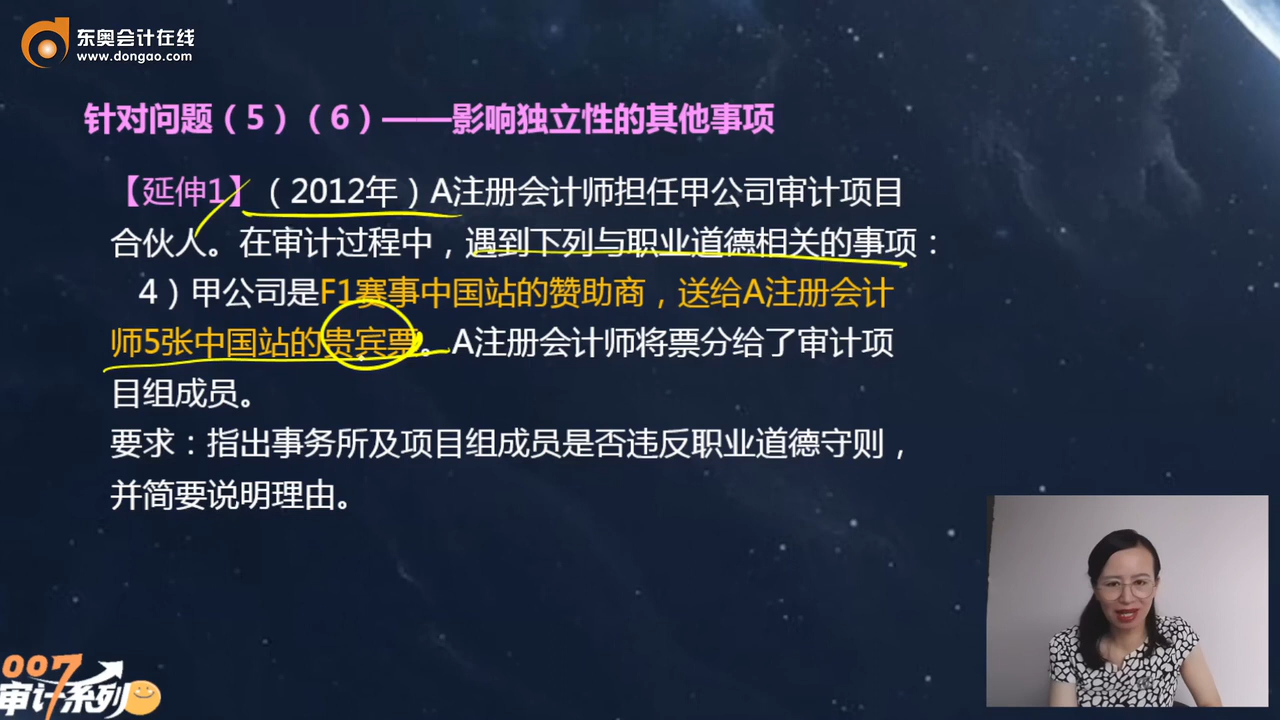 东奥会计在线
www.dongao.com
针对问题（5）（6）——影响独立性的其他事项
【延伸1】（2012年）A注册会计师担任甲公司审计项目
合伙人。在审计过程中，遇到下列与职业道德相关的事项：
4）甲公司是F1赛事中国站的赞助商，送给A注册会计
师5张中国站的贵宾票。A注册会计师将票分给了审计项
目组成员。
要求：指出事务所及项目组成员是否违反职业道德守则，
并简要说明理由。
007
审计系列